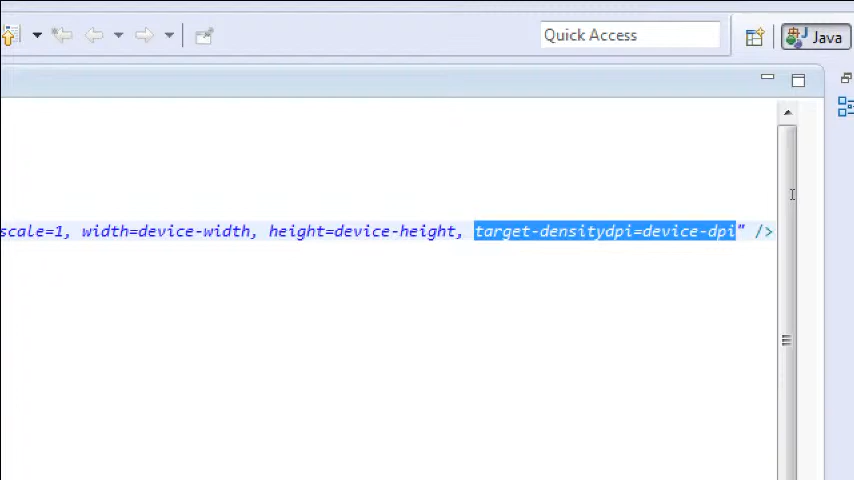 Quick Access
Java
scale=1, width=device-width, height=device-height, target-densitydpi=device-dpi" />